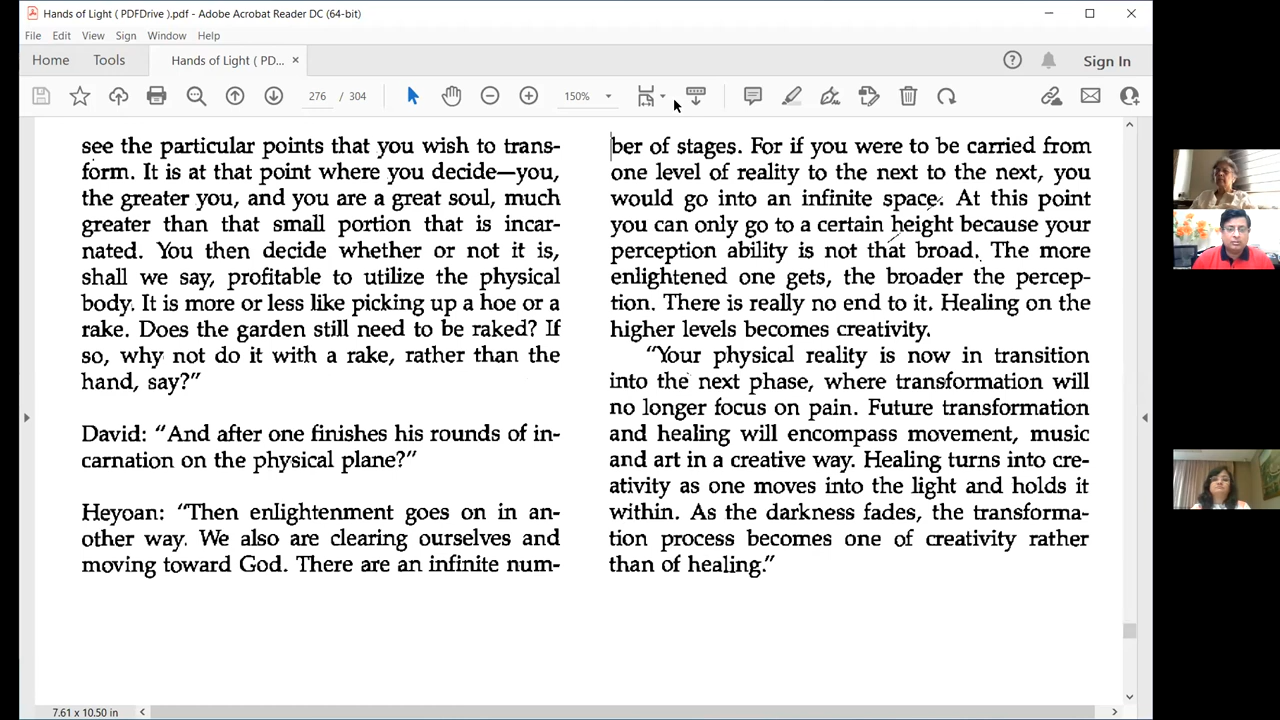 Hands of Light ( PDFDrive ).pdf - Adobe Acrobat Reader DC (64-bit)
File Edit View Sign Window Help
Home Tools Hands of Light ( PD... × Sign In
276 / 304 150%
see the particular points that you wish to trans-
form. It is at that point where you decide—you,
the greater you, and you are a great soul, much
greater than that small portion that is incar-
nated. You then decide whether or not it is,
shall we say, profitable to utilize the physical
body. It is more or less like picking up a hoe or a
rake. Does the garden still need to be raked? If
so, why not do it with a rake, rather than the
hand, say?”
David: “And after one finishes his rounds of in-
carnation on the physical plane?”
Heyoan: “Then enlightenment goes on in an-
other way. We also are clearing ourselves and
moving toward God. There are an infinite num-
ber of stages. For if you were to be carried from
one level of reality to the next to the next, you
would go into an infinite space. At this point
you can only go to a certain height because your
perception ability is not that broad. The more
enlightened one gets, the broader the percep-
tion. There is really no end to it. Healing on the
higher levels becomes creativity.
“Your physical reality is now in transition
into the next phase, where transformation will
no longer focus on pain. Future transformation
and healing will encompass movement, music
and art in a creative way. Healing turns into cre-
ativity as one moves into the light and holds it
within. As the darkness fades, the transforma-
tion process becomes one of creativity rather
than of healing.”
7.61 x 10.50 in